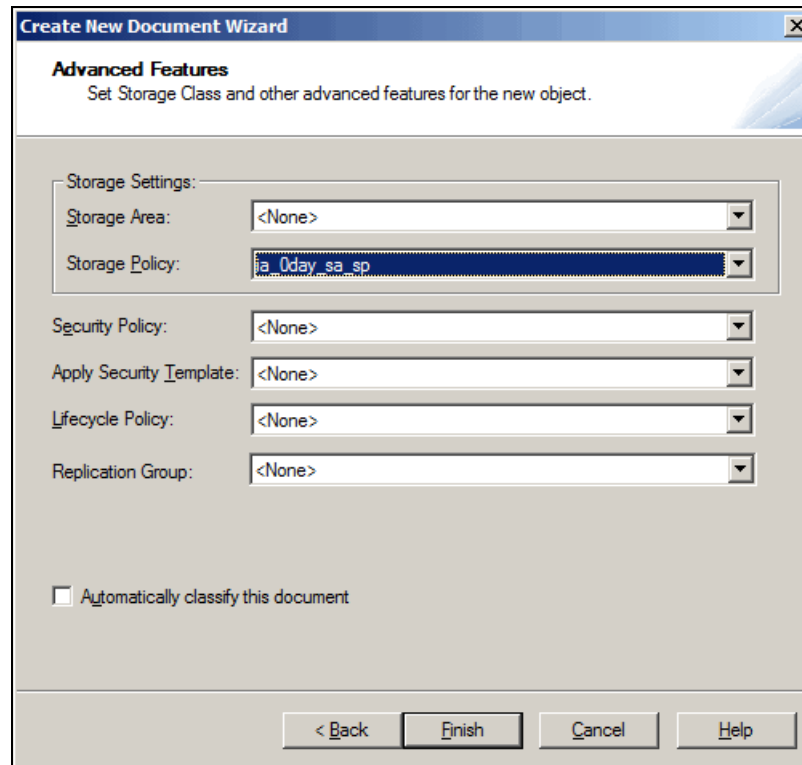 Create New Document Wizard
Advanced Features
Set Storage Class and other advanced features for the new object.
Storage Settings:
Storage Area: <None>
Storage Policy: ia_0day_sa_sp
Security Policy: <None>
Apply Security Template: <None>
Lifecycle Policy: <None>
Replication Group: <None>
Automatically classify this document
< Back Finish Cancel Help